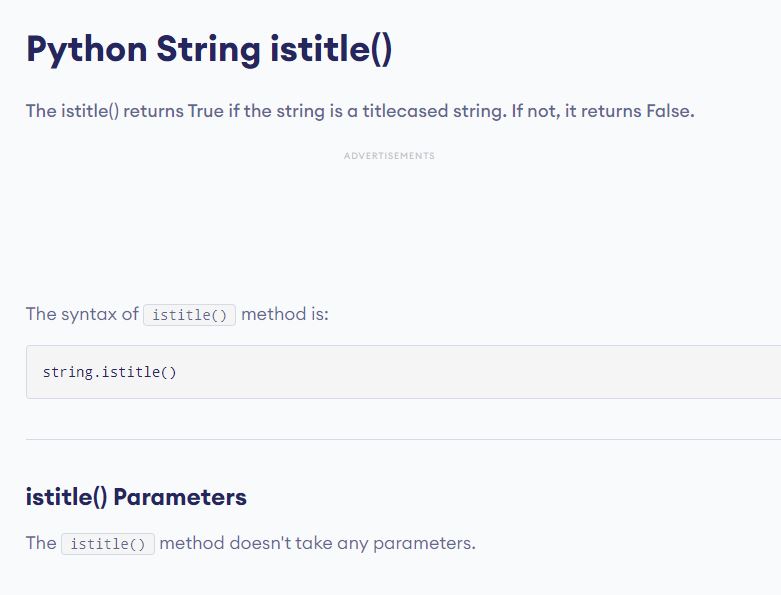 Python String istitle()
The istitle() returns True if the string is a titlecased string. If not, it returns False.
ADVERTISEMENTS
The syntax of istitle() method is:
string.istitle()
istitle() Parameters
The istitle() method doesn't take any parameters.